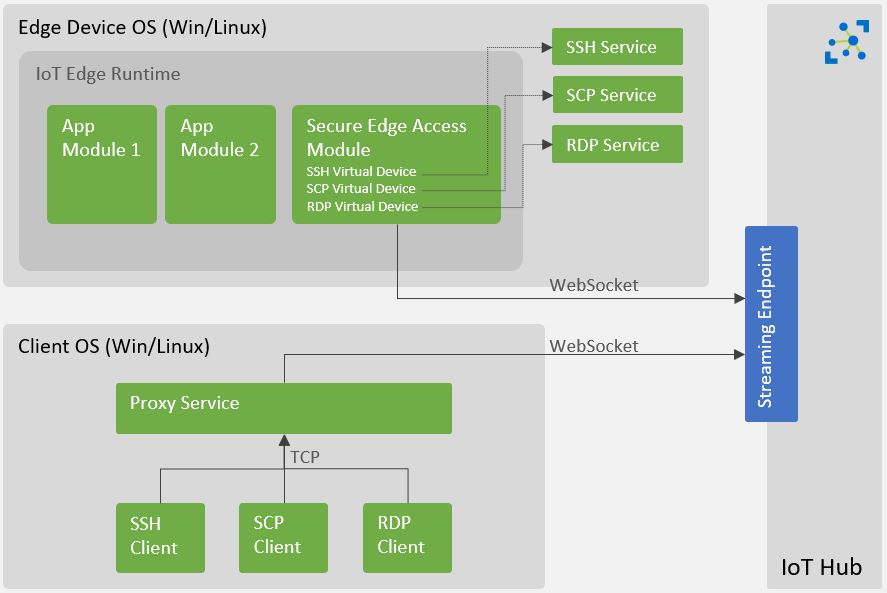 Edge Device OS (Win/Linux)
IoT Edge Runtime
App
Module 1
App
Module 2
Secure Edge Access
Module
SSH Virtual Device
SCP Virtual Device
RDP Virtual Device
SSH Service
SCP Service
RDP Service
WebSocket
Streaming Endpoint
Client OS (Win/Linux)
WebSocket
Proxy Service
TCP
SSH
Client
SCP
Client
RDP
Client
IoT Hub